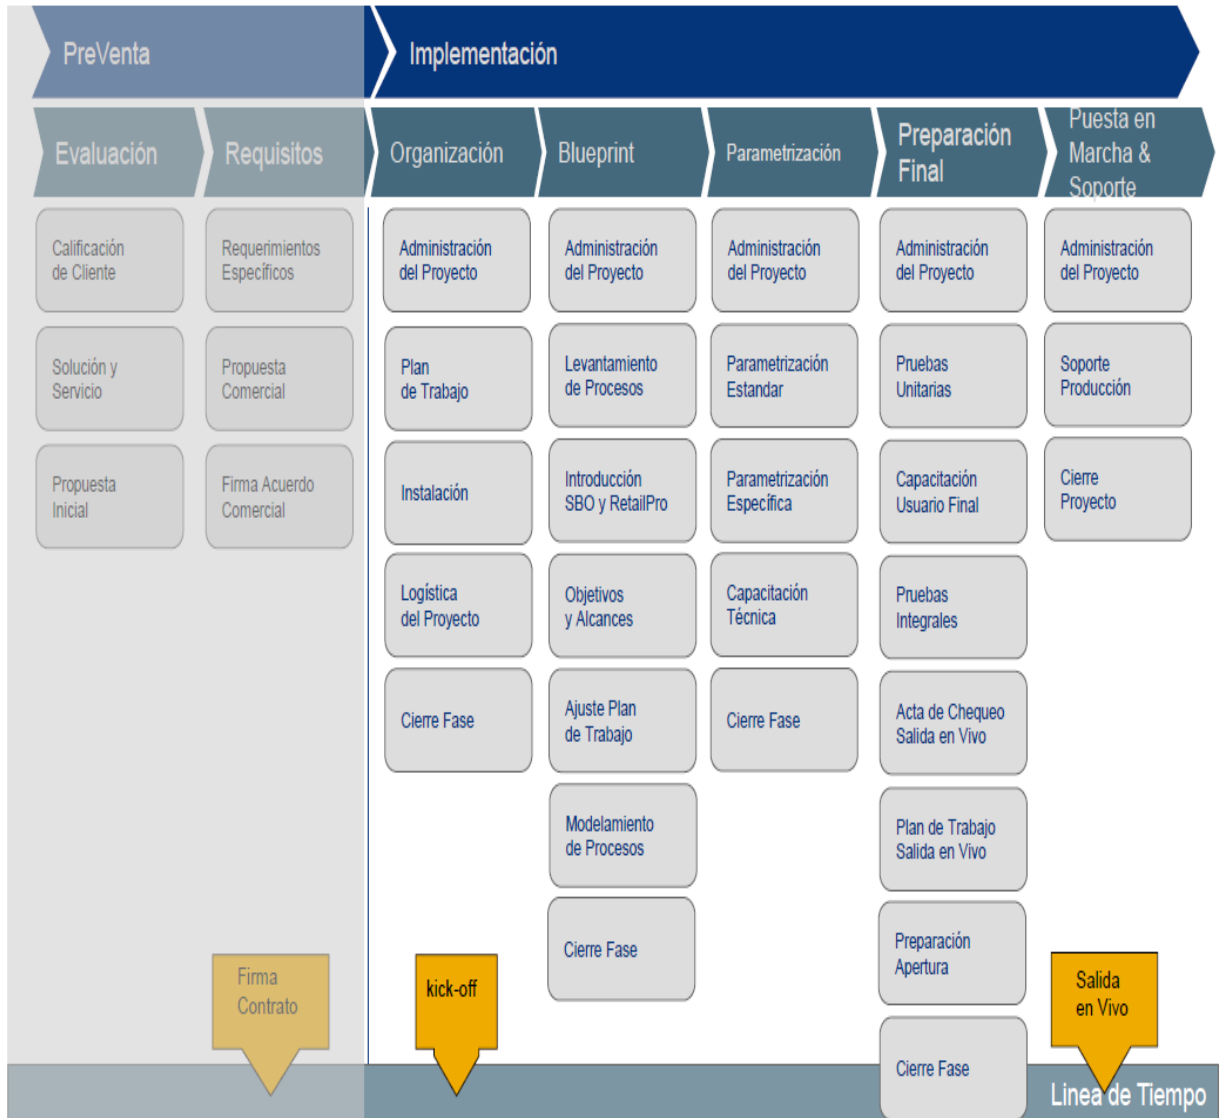 PreVenta
Implementación
Evaluación
Requisitos
Organización
Blueprint
Parametrización
Preparación
Final
Puesta en
Marcha &
Soporte
Calificación
de Cliente
Solución y
Servicio
Propuesta
Inicial
Requerimientos
Específicos
Propuesta
Comercial
Firma Acuerdo
Comercial
Administración
del Proyecto
Plan
de Trabajo
Instalación
Logística
del Proyecto
Cierre Fase
Administración
del Proyecto
Levantamiento
de Procesos
Introducción
SBO y RetailPro
Objetivos
y Alcances
Ajuste Plan
de Trabajo
Modelamiento
de Procesos
Cierre Fase
Administración
del Proyecto
Parametrización
Estandar
Parametrización
Específica
Capacitación
Técnica
Cierre Fase
Administración
del Proyecto
Pruebas
Unitarias
Capacitación
Usuario Final
Pruebas
Integrales
Acta de Chequeo
Salida en Vivo
Plan de Trabajo
Salida en Vivo
Preparación
Apertura
Cierre Fase
Administración
del Proyecto
Soporte
Producción
Cierre
Proyecto
Firma
Contrato
kick-off
Salida
en Vivo
Linea de Tiempo